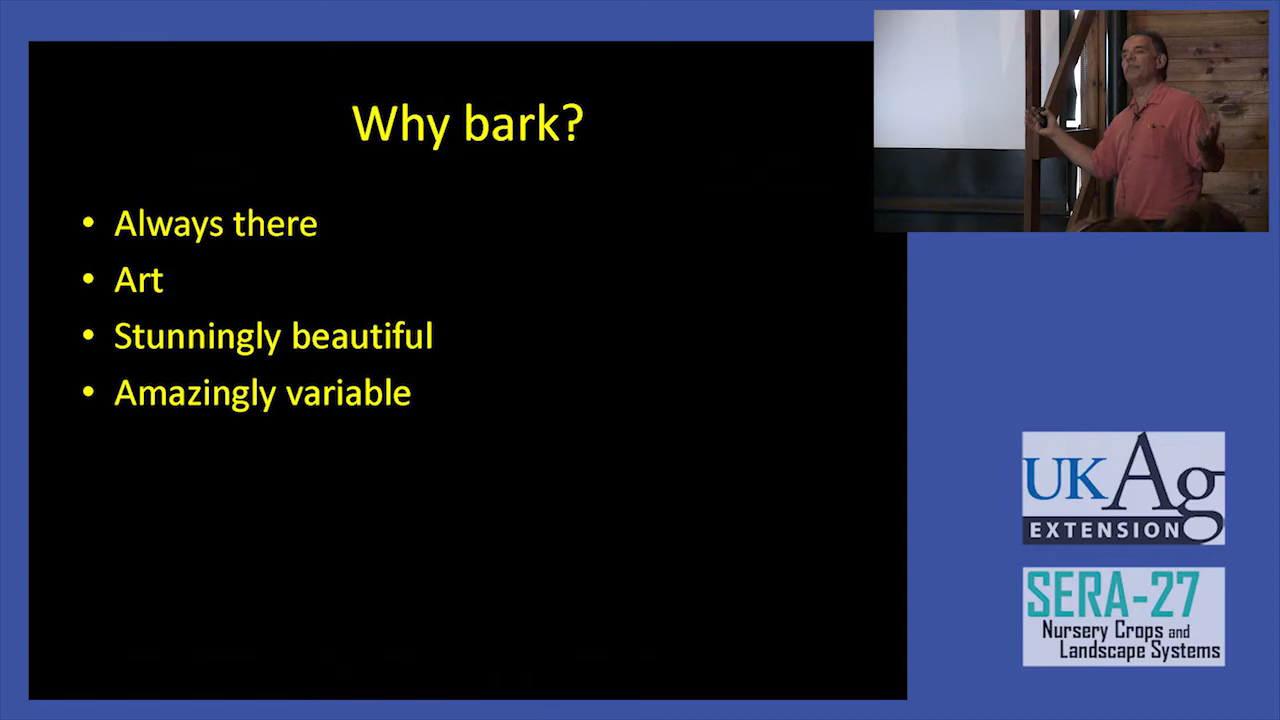 Why bark?
• Always there
• Art
• Stunningly beautiful
• Amazingly variable
UKAg
EXTENSION
SERA-27
Nursery Crops and
Landscape Systems